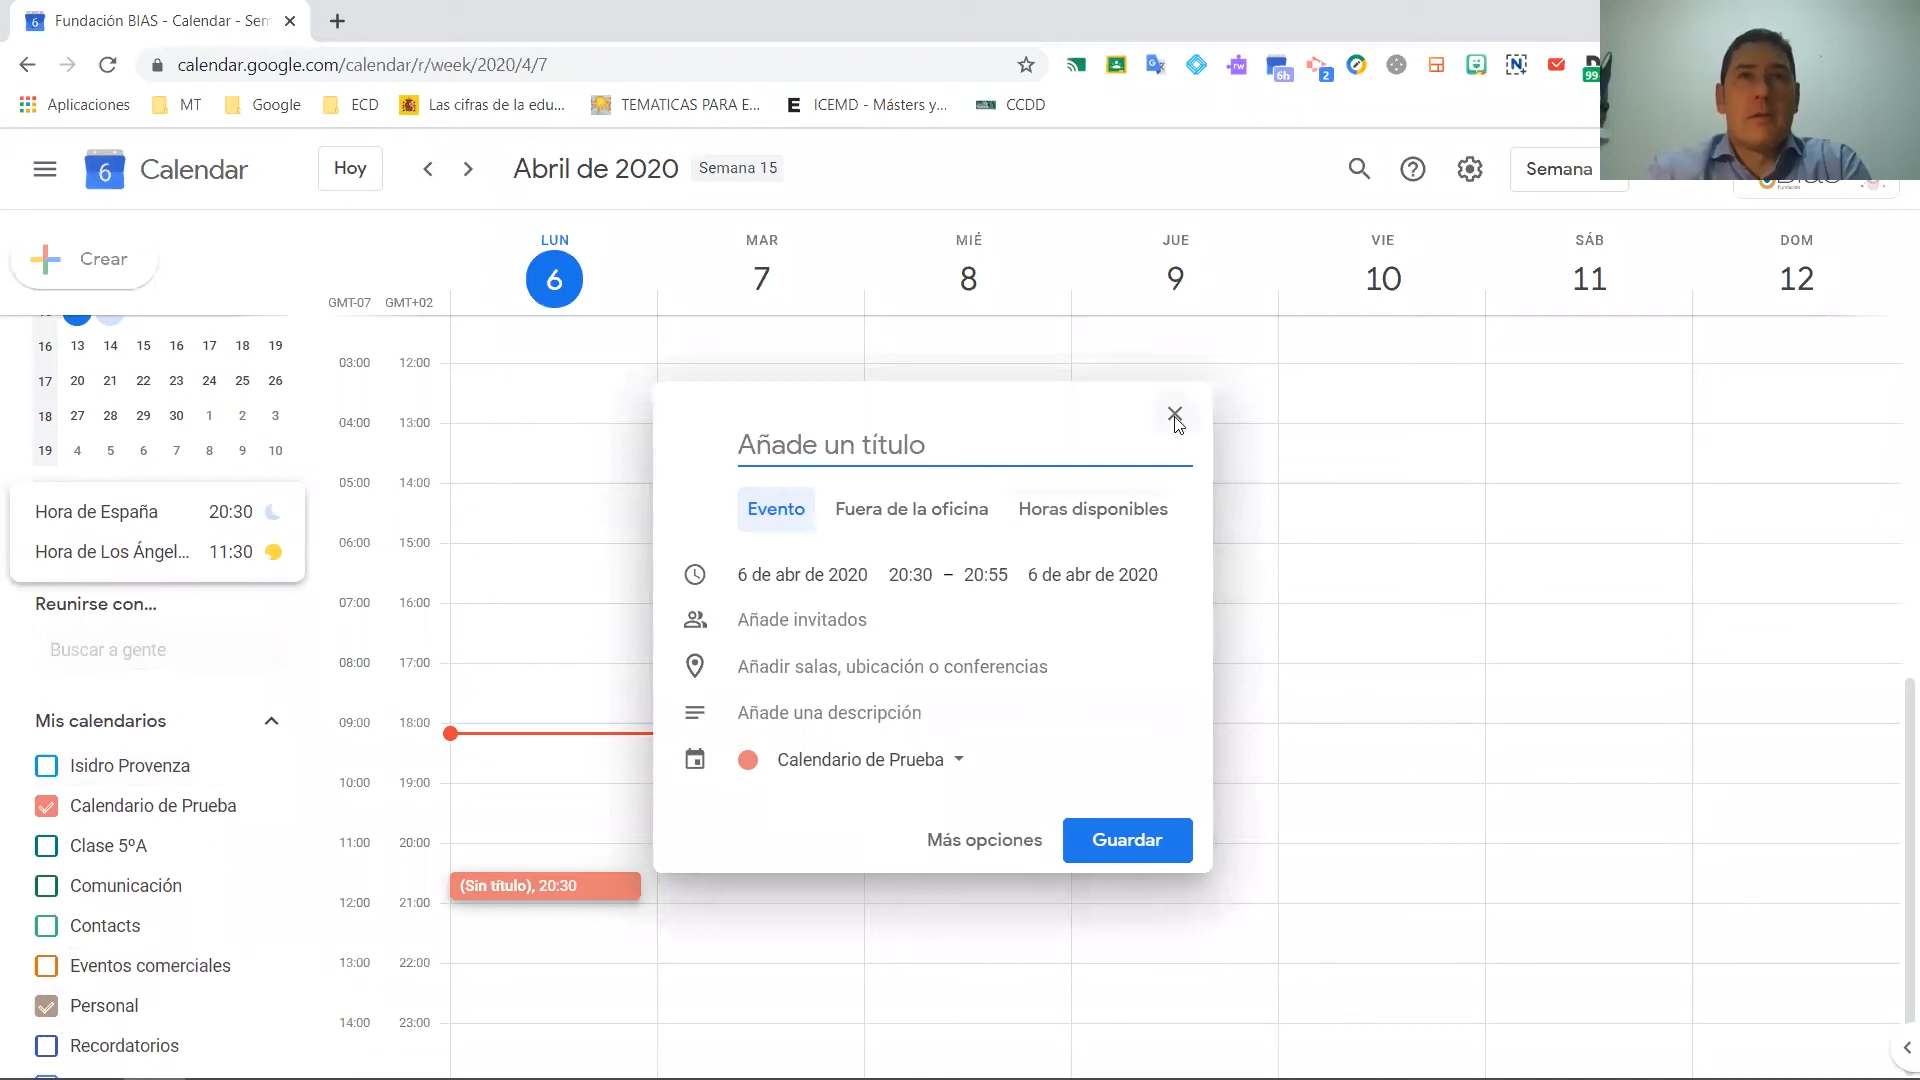 Fundación BIAS - Calendar - Sem
calendar.google.com/calendar/r/week/2020/4/7
6h
2
99
Aplicaciones
MT
Google
ECD
Las cifras de la edu...
TEMATICAS PARA E...
ICEMD - Másters y...
CCDD
6
Calendar
Hoy
Abril de 2020
Semana 15
Semana
Crear
LUN
MAR
MIÉ
JUE
VIE
SÁB
DOM
6
7
8
9
10
11
12
GMT-07 GMT+02
16 13 14 15 16 17 18 19
17 20 21 22 23 24 25 26
18 27 28 29 30 1 2 3
19 4 5 6 7 8 9 10
Hora de España 20:30
Hora de Los Ángel... 11:30
Reunirse con...
Buscar a gente
Mis calendarios
Isidro Provenza
Calendario de Prueba
Clase 5ºA
Comunicación
Contacts
Eventos comerciales
Personal
Recordatorios
03:00 12:00
04:00 13:00
05:00 14:00
06:00 15:00
07:00 16:00
08:00 17:00
09:00 18:00
10:00 19:00
11:00 20:00
12:00 21:00
13:00 22:00
14:00 23:00
(Sin título), 20:30
Añade un título
Evento
Fuera de la oficina
Horas disponibles
6 de abr de 2020 20:30 – 20:55 6 de abr de 2020
Añade invitados
Añadir salas, ubicación o conferencias
Añade una descripción
Calendario de Prueba
Más opciones
Guardar